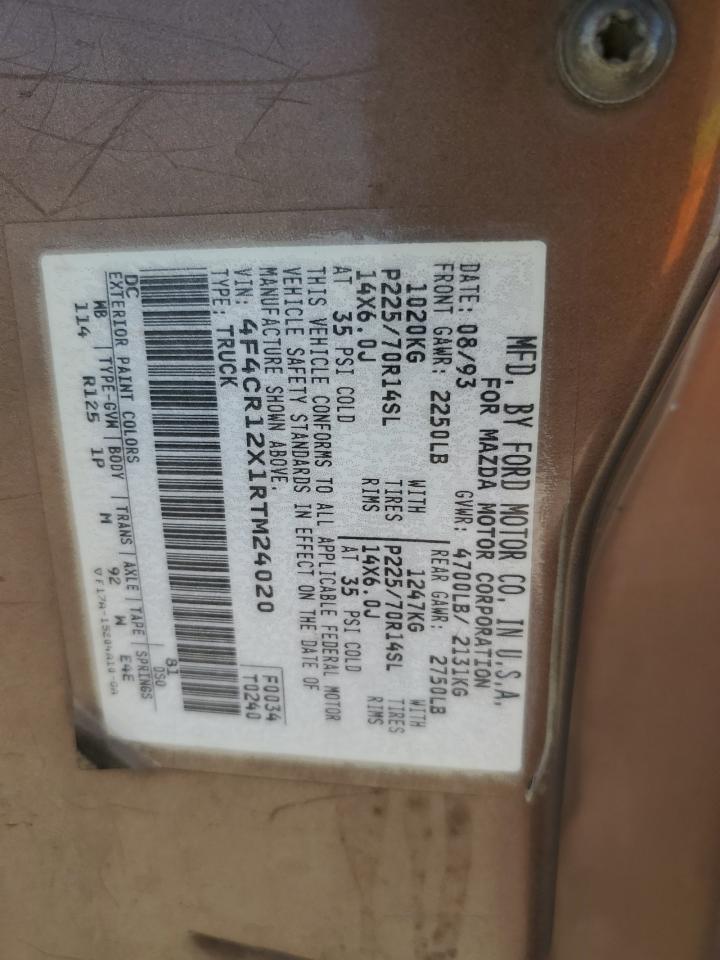 MFD. BY FORD MOTOR CO. IN U.S.A.
FOR MAZDA MOTOR CORPORATION
DATE: 08/93 GVWR: 4700LB/ 2131KG
FRONT GAWR: 2250LB REAR GAWR: 2750LB
1020KG WITH 1247KG WITH
P225/70R14SL TIRES P225/70R14SL TIRES
14X6.0J RIMS 14X6.0J RIMS
AT 35 PSI COLD AT 35 PSI COLD
THIS VEHICLE CONFORMS TO ALL APPLICABLE FEDERAL MOTOR
VEHICLE SAFETY STANDARDS IN EFFECT ON THE DATE OF
MANUFACTURE SHOWN ABOVE.
VIN: 4F4CR12X1RTM24020 F0034
TYPE: TRUCK T0240
81
DC DSO
EXTERIOR PAINT COLORS
WB | TYPE-GVW | BODY | TRANS | AXLE | TAPE | SPRINGS
114 R125 1P M 92 W E4E